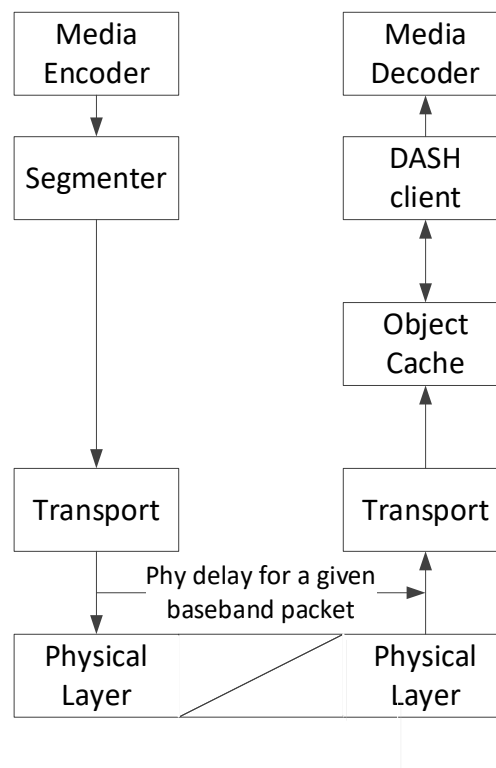 Media
Encoder
Media
Decoder
Segmenter
DASH
client
Object
Cache
Transport
Transport
Phy delay for a given
baseband packet
Physical
Layer
Physical
Layer